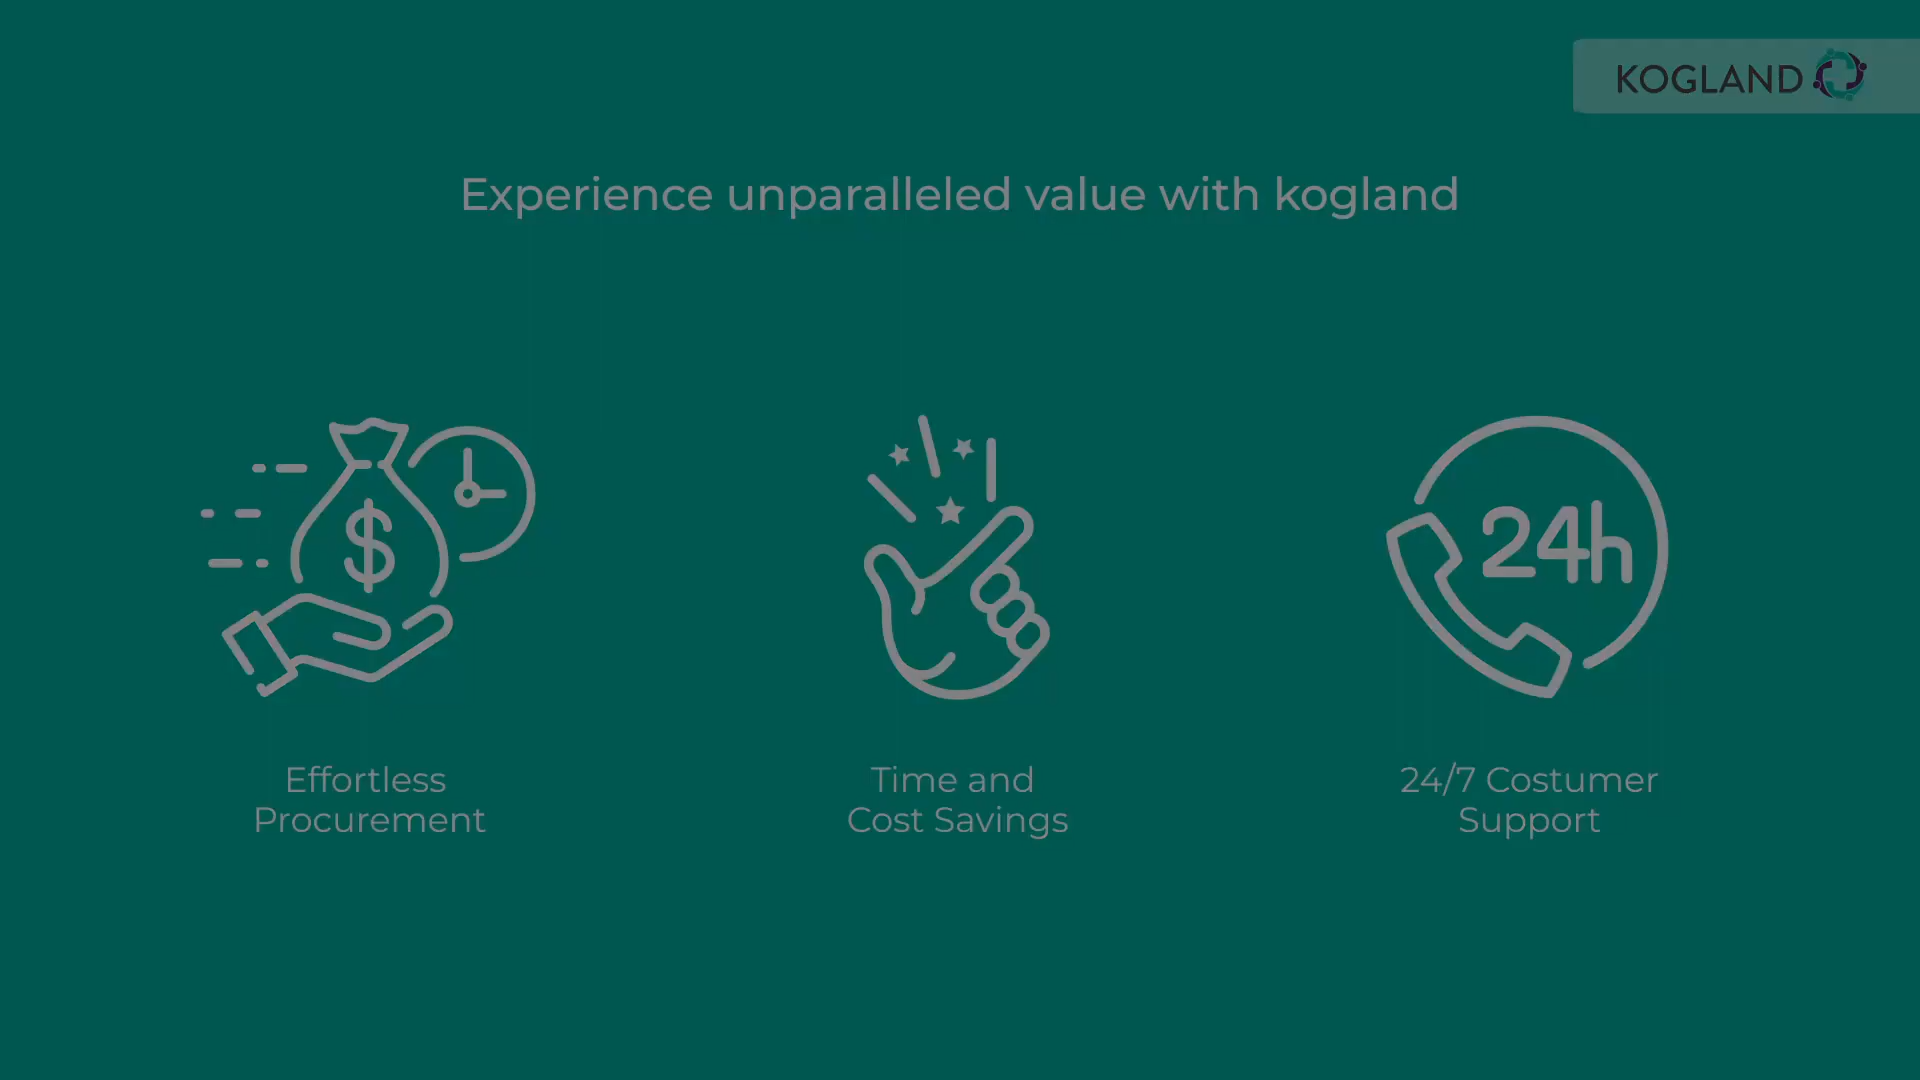 KOGLAND
Experience unparalleled value with kogland
$
24h
Effortless
Procurement
Time and
Cost Savings
24/7 Costumer
Support